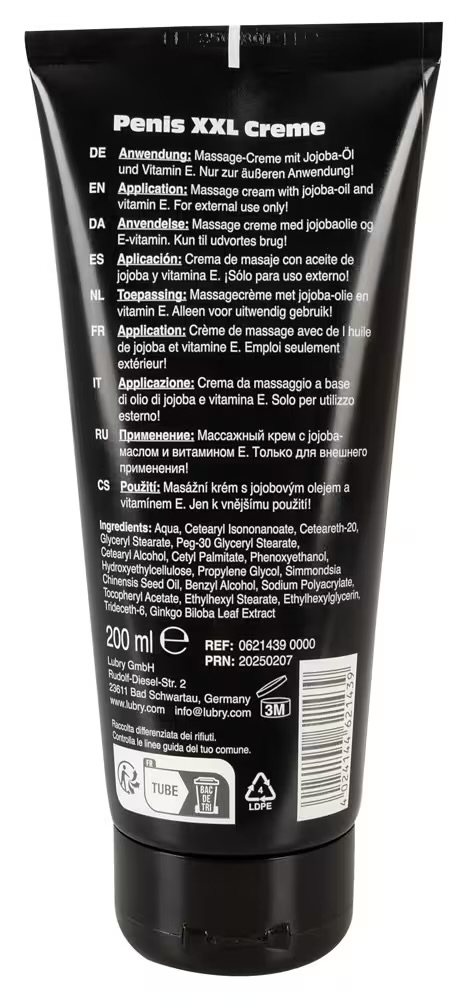 Penis XXL Creme
DE Anwendung: Massage-Creme mit Jojoba-Öl
und Vitamin E. Nur zur äußeren Anwendung!
EN Application: Massage cream with jojoba-oil and
vitamin E. For external use only!
DA Anvendelse: Massage creme med jojobaolie og
E-vitamin. Kun til udvortes brug!
ES Aplicación: Crema de masaje con aceite de
jojoba y vitamina E. ¡Sólo para uso externo!
NL Toepassing: Massagecrème met jojoba-olie en
vitamin E. Alleen voor uitwendig gebruik!
FR Application: Crème de massage avec de l huile
de jojoba et vitamine E. Emploi seulement
extérieur!
IT Applicazione: Crema da massaggio a base
di olio di jojoba e vitamina E. Solo per utilizzo
esterno!
RU Применение: Массажный крем с jojoba-
маслом и витамином Е. Только для внешнего
применения!
CS Použití: Masážní krém s jojobovým olejem a
vitamínem E. Jen k vnějšímu použití!
Ingredients: Aqua, Cetearyl Isononanoate, Ceteareth-20,
Glyceryl Stearate, Peg-30 Glyceryl Stearate,
Cetearyl Alcohol, Cetyl Palmitate, Phenoxyethanol,
Hydroxyethylcellulose, Propylene Glycol, Simmondsia
Chinensis Seed Oil, Benzyl Alcohol, Sodium Polyacrylate,
Tocopheryl Acetate, Ethylhexyl Stearate, Ethylhexylglycerin,
Trideceth-6, Ginkgo Biloba Leaf Extract
200 ml e
REF: 0621439 0000
PRN: 20250207
Lubry GmbH
Rudolf-Diesel-Str. 2
23611 Bad Schwartau, Germany
www.lubry.com info@lubry.com
3M
4 024144 621439
Raccolta differenziata dei rifiuti.
Controlla le linee guida del tuo comune.
FR
TUBE
BAC
DE
TRI
4
LDPE